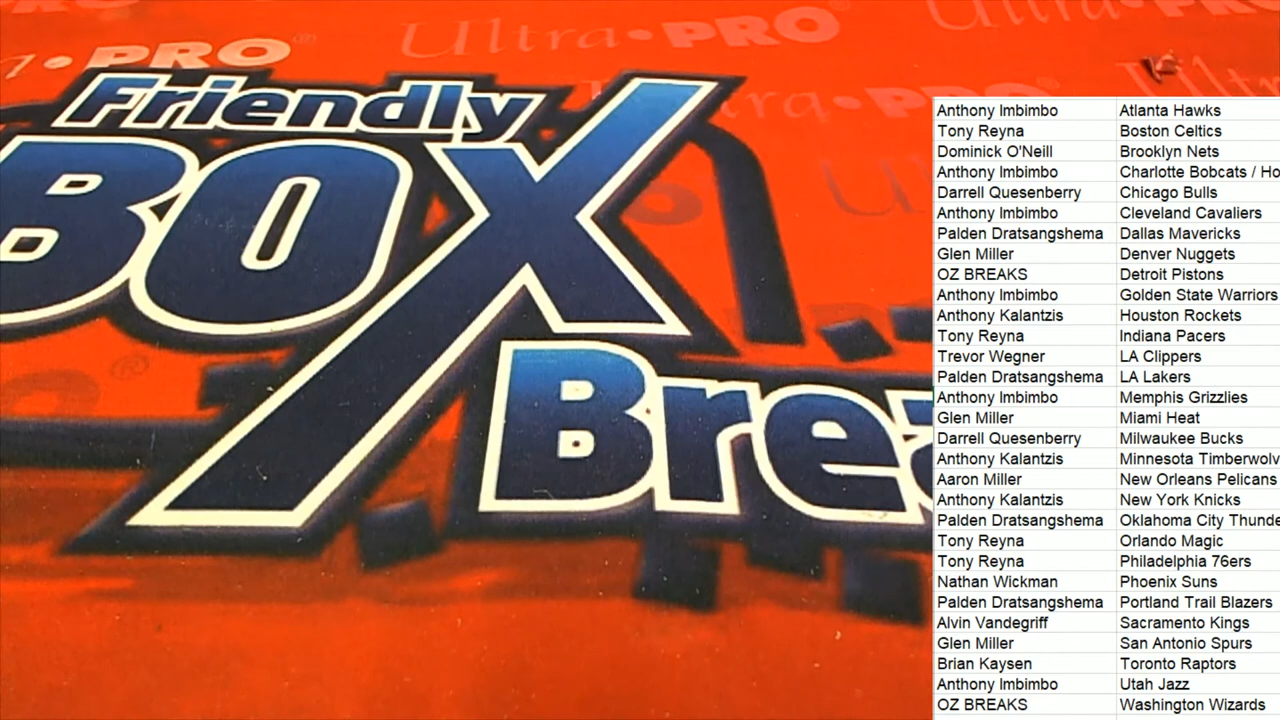 Ultra•PRO
PRO®
Ultra
Friendly
BOX
Brea
Anthony Imbimbo Atlanta Hawks
Tony Reyna Boston Celtics
Dominick O'Neill Brooklyn Nets
Anthony Imbimbo Charlotte Bobcats / Ho
Darrell Quesenberry Chicago Bulls
Anthony Imbimbo Cleveland Cavaliers
Palden Dratsangshema Dallas Mavericks
Glen Miller Denver Nuggets
OZ BREAKS Detroit Pistons
Anthony Imbimbo Golden State Warriors
Anthony Kalantzis Houston Rockets
Tony Reyna Indiana Pacers
Trevor Wegner LA Clippers
Palden Dratsangshema LA Lakers
Anthony Imbimbo Memphis Grizzlies
Glen Miller Miami Heat
Darrell Quesenberry Milwaukee Bucks
Anthony Kalantzis Minnesota Timberwolv
Aaron Miller New Orleans Pelicans
Anthony Kalantzis New York Knicks
Palden Dratsangshema Oklahoma City Thunde
Tony Reyna Orlando Magic
Tony Reyna Philadelphia 76ers
Nathan Wickman Phoenix Suns
Palden Dratsangshema Portland Trail Blazers
Alvin Vandegriff Sacramento Kings
Glen Miller San Antonio Spurs
Brian Kaysen Toronto Raptors
Anthony Imbimbo Utah Jazz
OZ BREAKS Washington Wizards